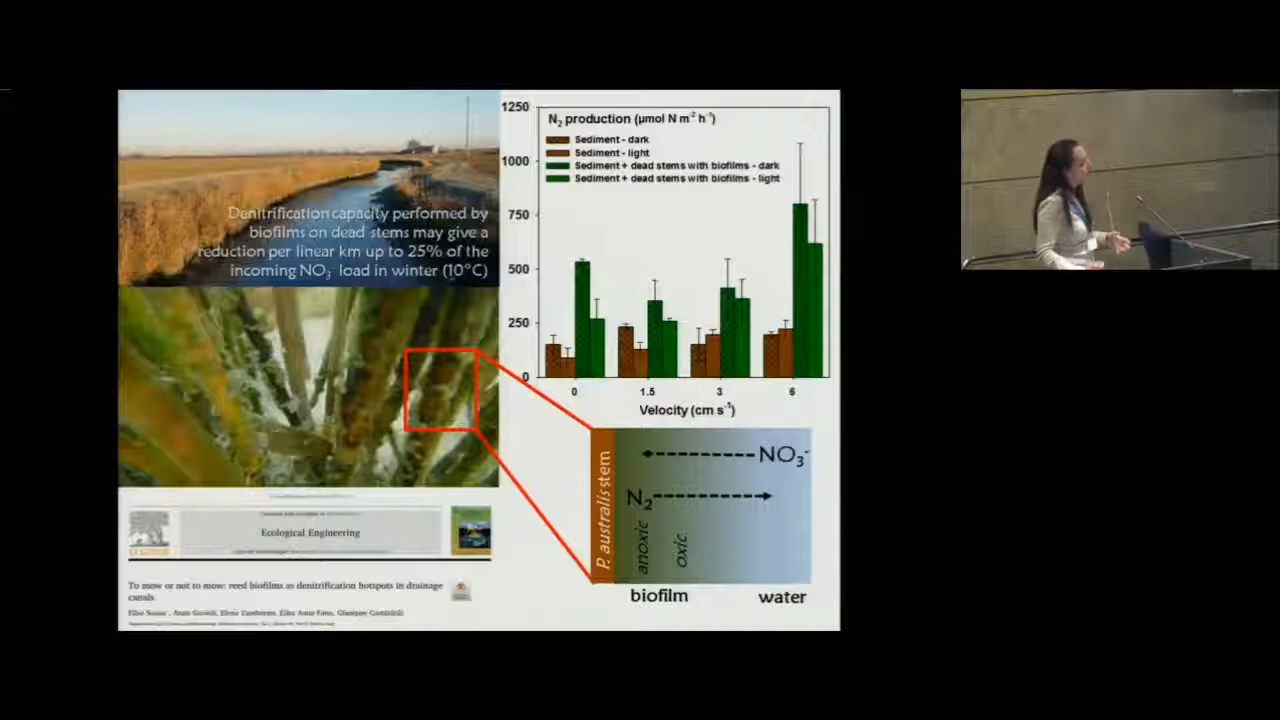 Denitrification capacity performed by
biofilms on dead stems may give a
reduction per linear km up to 25% of the
incoming NO₃⁻ load in winter (10°C)
N₂ production (µmol N m⁻² h⁻¹)
Sediment - dark
Sediment - light
Sediment + dead stems with biofilms - dark
Sediment + dead stems with biofilms - light
1250
1000
750
500
250
0
0 1.5 3 6
Velocity (cm s⁻¹)
P. australis stem
NO₃⁻
N₂
anoxic
oxic
biofilm water
Ecological Engineering
To mow or not to mow: reed biofilms as denitrification hotspots in drainage
canals